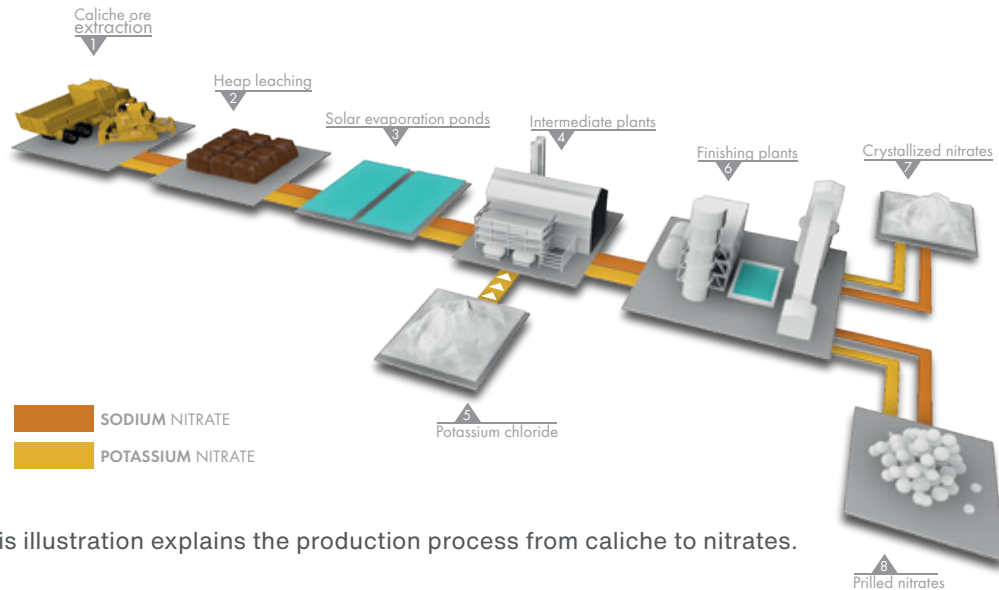 Caliche ore
extraction
1
Heap leaching
2
Solar evaporation ponds
3
Intermediate plants
4
Finishing plants
6
Crystallized nitrates
7
5
Potassium chloride
SODIUM NITRATE
POTASSIUM NITRATE
is illustration explains the production process from caliche to nitrates.
8
Prilled nitrates